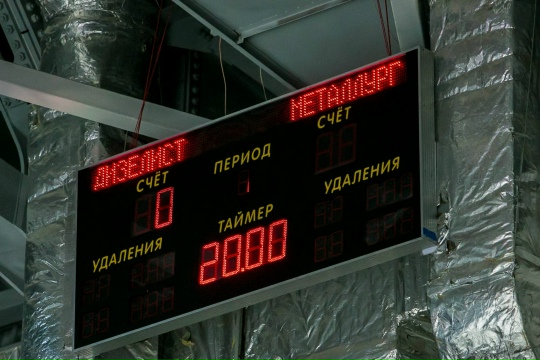 ДИЗЕЛИСТ МЕТАЛЛУРГ
СЧЁТ ПЕРИОД СЧЁТ
0
УДАЛЕНИЯ ТАЙМЕР УДАЛЕНИЯ
20.00